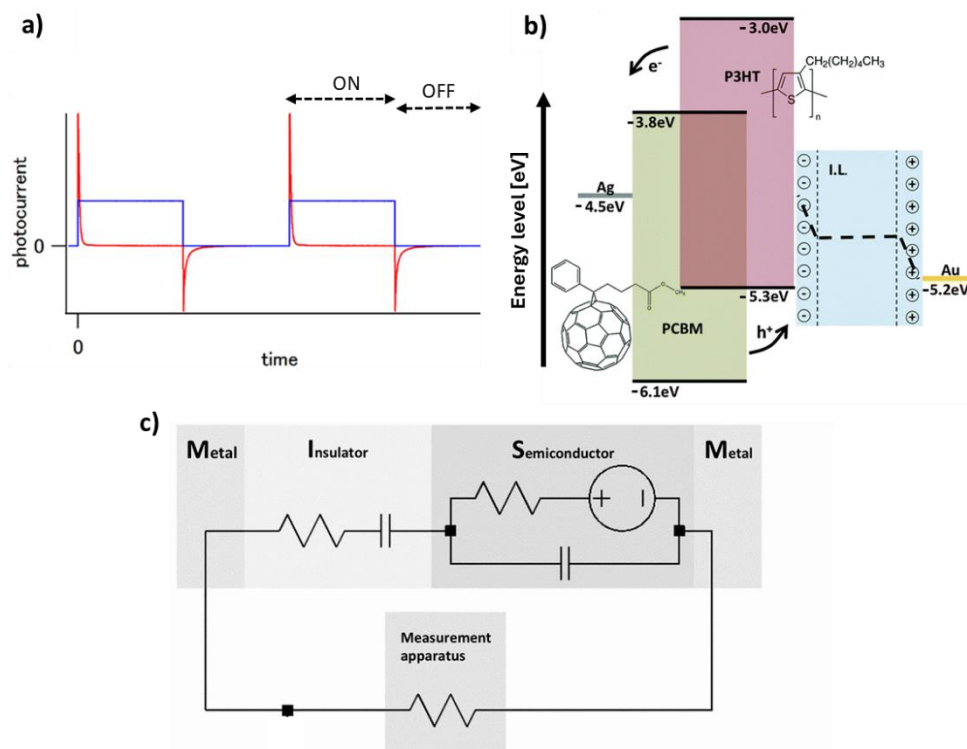 a)
ON
OFF
photocurrent
0
0
time
b)
Energy level [eV]
-3.0eV
e-
P3HT
CH₂(CH₂)₄CH₃
S
n
-3.8eV
I.L.
Ag
-4.5eV
Au
-5.2eV
-5.3eV
O
O
CH₃
PCBM
h+
-6.1eV
c)
Metal
Insulator
Semiconductor
Metal
+
Measurement
apparatus